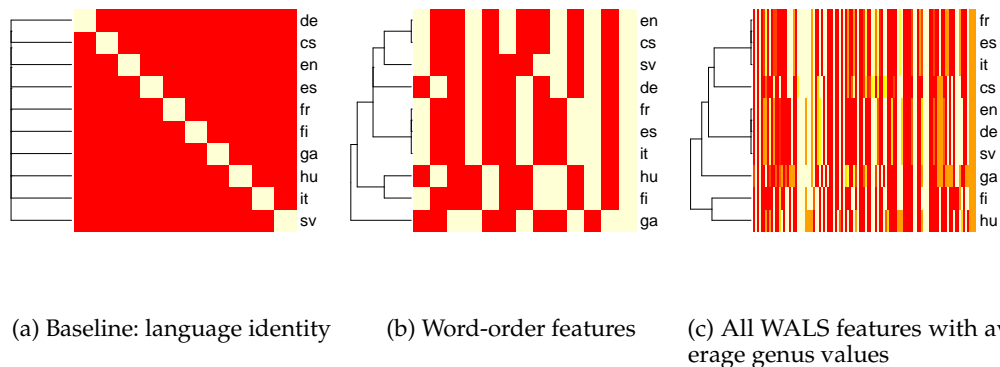 de
cs
en
es
fr
fi
ga
hu
it
sv
en
cs
sv
de
fr
es
it
hu
fi
ga
fr
es
it
cs
en
de
sv
ga
fi
hu
(a) Baseline: language identity
(b) Word-order features
(c) All WALS features with av
erage genus values